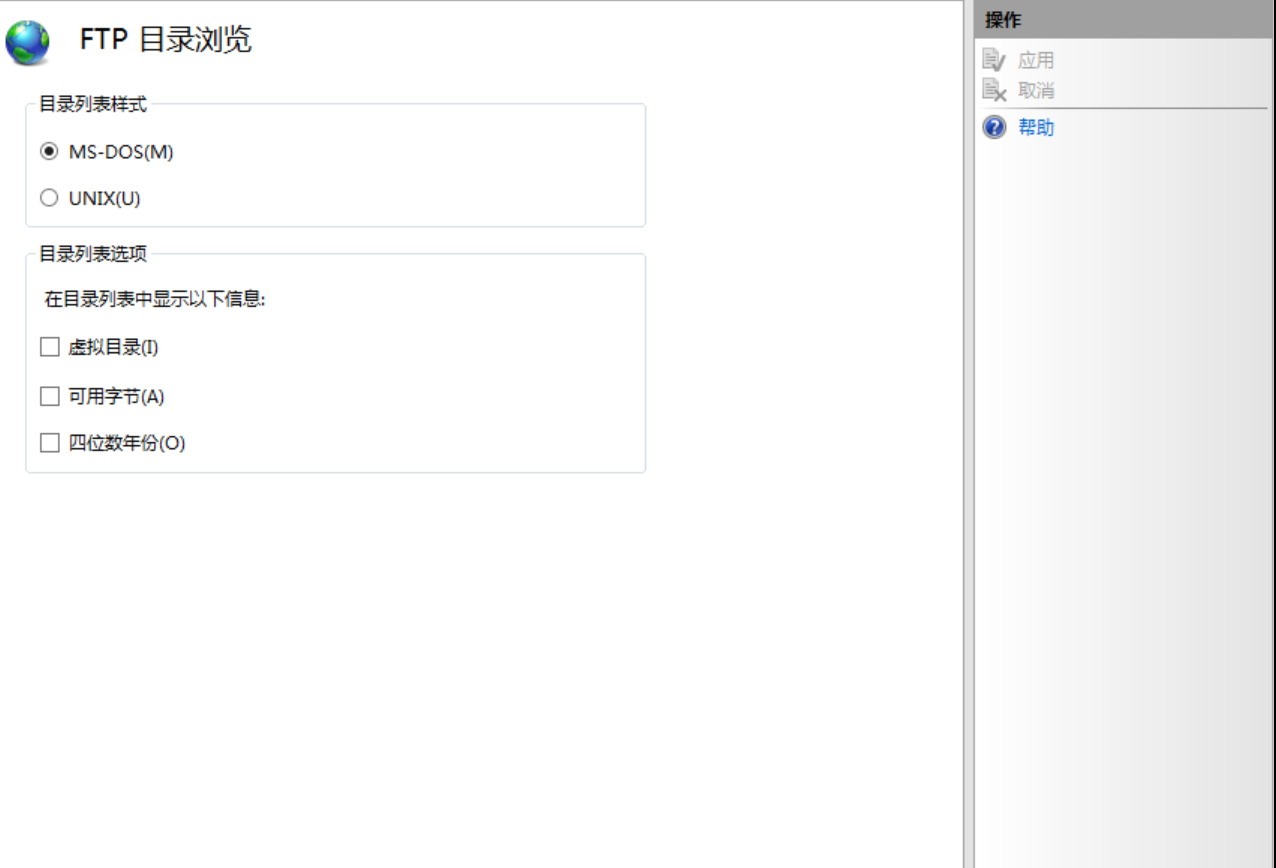 FTP 目录浏览
目录列表样式
MS-DOS(M)
UNIX(U)
目录列表选项
在目录列表中显示以下信息:
虚拟目录(I)
可用字节(A)
四位数年份(O)
操作
应用
取消
帮助